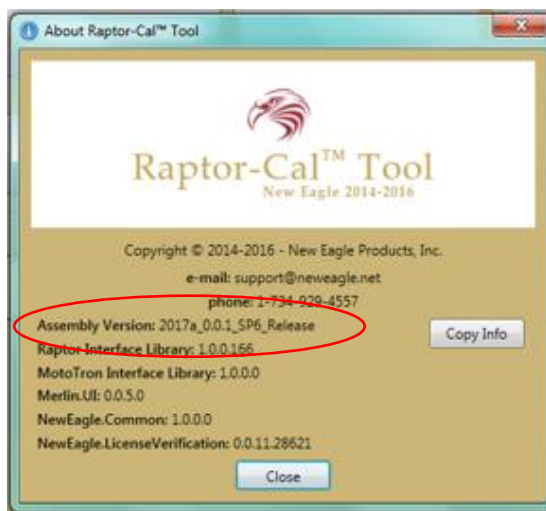 About Raptor-Cal™ Tool
Raptor-Cal™ Tool
New Eagle 2014-2016
Copyright © 2014-2016 - New Eagle Products, Inc.
e-mail: support@neweagle.net
phone: 1-734-929-4557
Assembly Version: 2017a_0.0.1_SP6_Release
Copy Info
Raptor Interface Library: 1.0.0.166
MotoTron Interface Library: 1.0.0.0
Merlin.UI: 0.0.5.0
NewEagle.Common: 1.0.0.0
NewEagle.LicenseVerification: 0.0.11.28621
Close